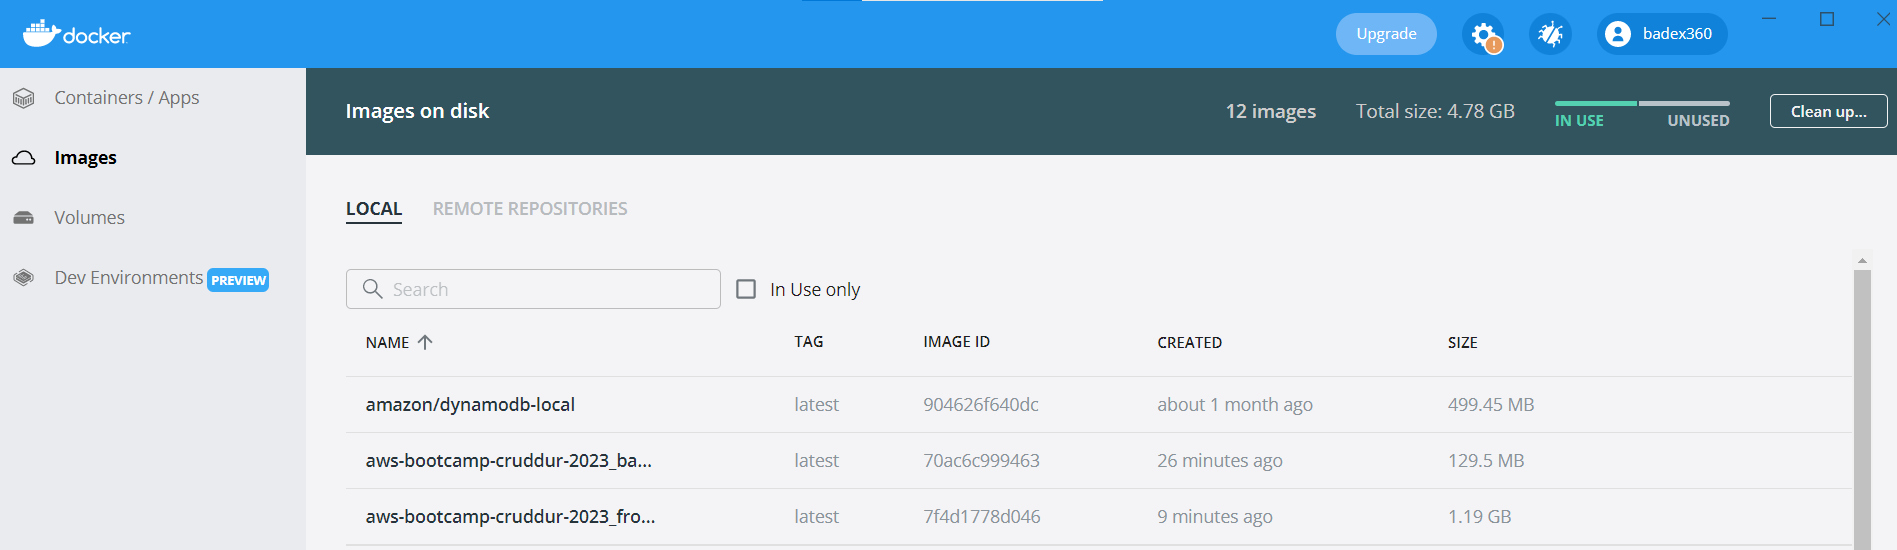 docker
Upgrade
!
badex360
Containers / Apps
Images
Volumes
Dev Environments PREVIEW
Images on disk
12 images
Total size: 4.78 GB
IN USE
UNUSED
Clean up...
LOCAL
REMOTE REPOSITORIES
Search
In Use only
NAME TAG IMAGE ID CREATED SIZE
amazon/dynamodb-local latest 904626f640dc about 1 month ago 499.45 MB
aws-bootcamp-cruddur-2023_ba... latest 70ac6c999463 26 minutes ago 129.5 MB
aws-bootcamp-cruddur-2023_fro... latest 7f4d1778d046 9 minutes ago 1.19 GB